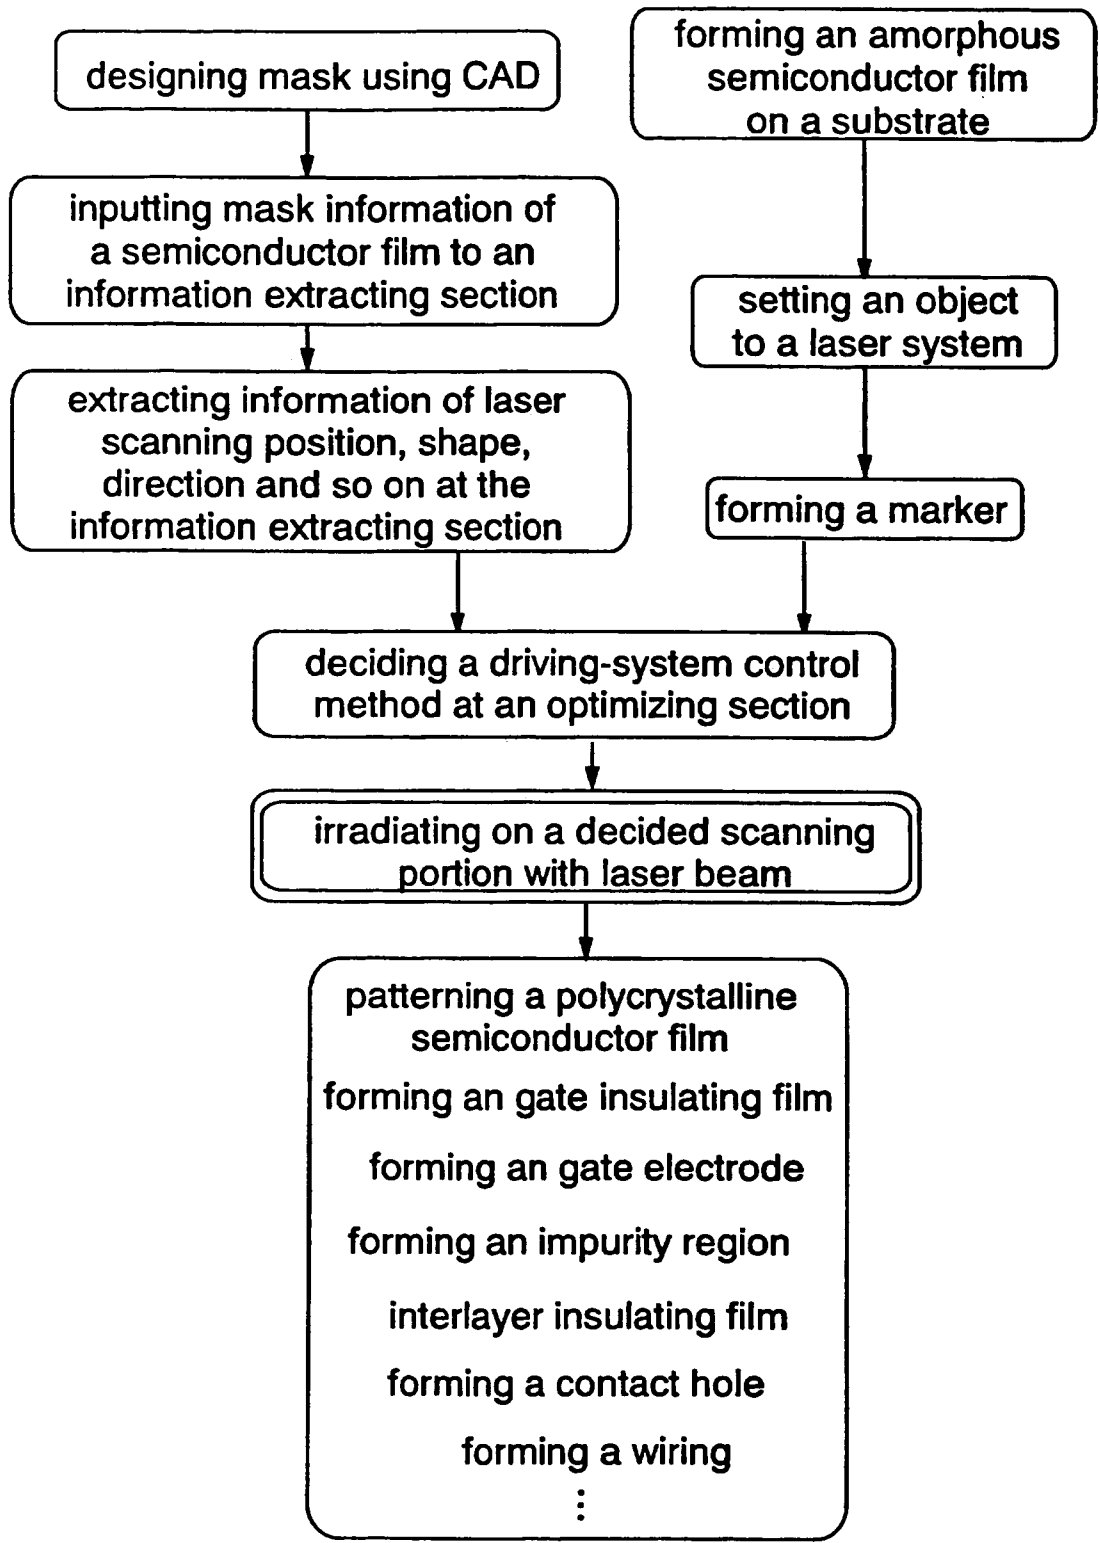 designing mask using CAD
inputting mask information of
a semiconductor film to an
information extracting section
extracting information of laser
scanning position, shape,
direction and so on at the
information extracting section
forming an amorphous
semiconductor film
on a substrate
setting an object
to a laser system
forming a marker
deciding a driving-system control
method at an optimizing section
irradiating on a decided scanning
portion with laser beam
patterning a polycrystalline
semiconductor film
forming an gate insulating film
forming an gate electrode
forming an impurity region
interlayer insulating film
forming a contact hole
forming a wiring
⋮